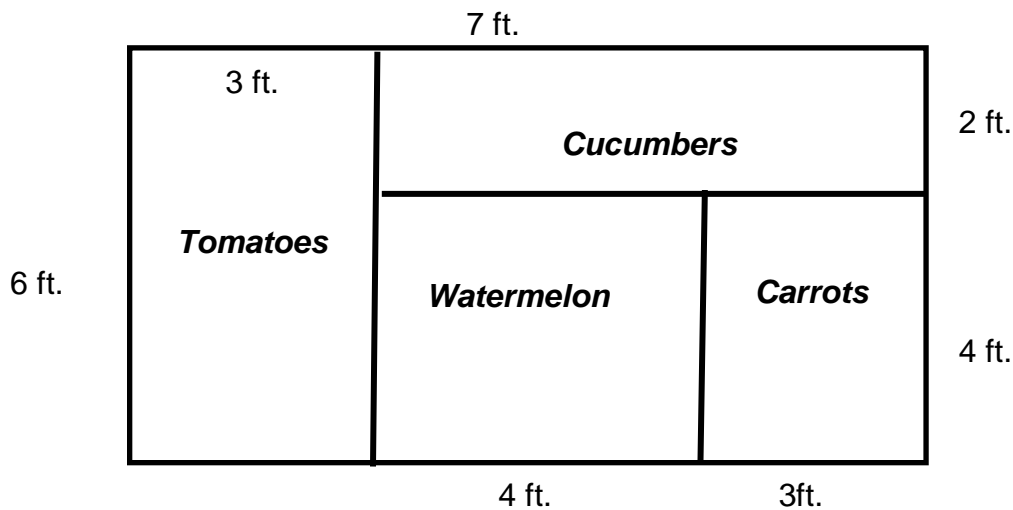 7 ft.
3 ft.
2 ft.
Cucumbers
Tomatoes
6 ft.
Watermelon
Carrots
4 ft.
4 ft.
3ft.